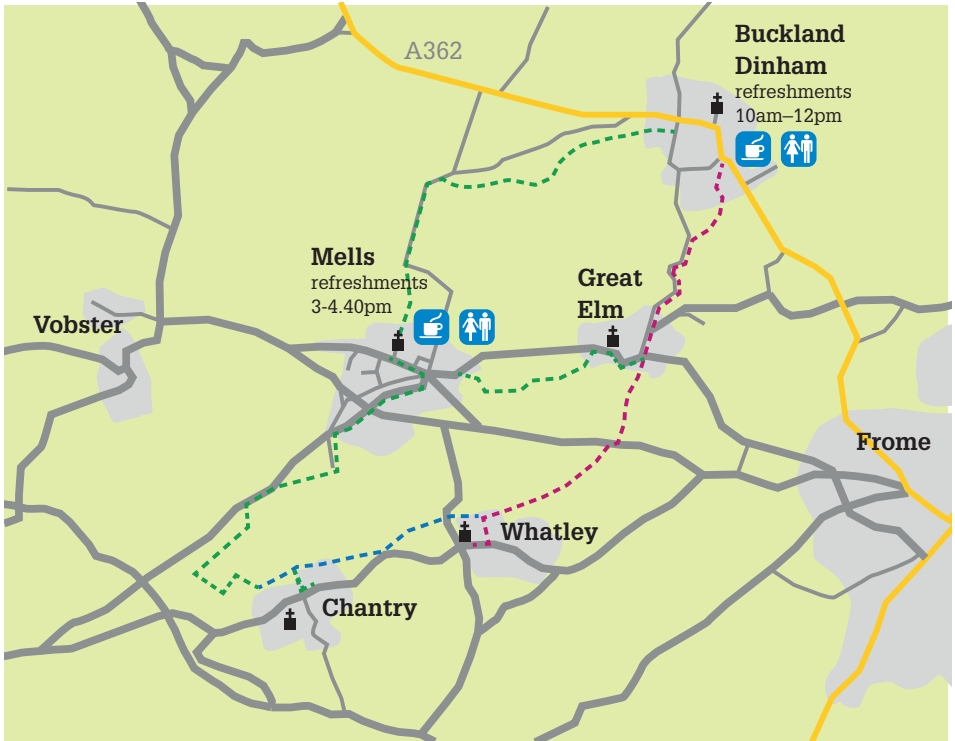 A362
Buckland
Dinham
refreshments
10am–12pm
Mells
refreshments
3-4.40pm
Great
Elm
Vobster
Frome
Whatley
Chantry